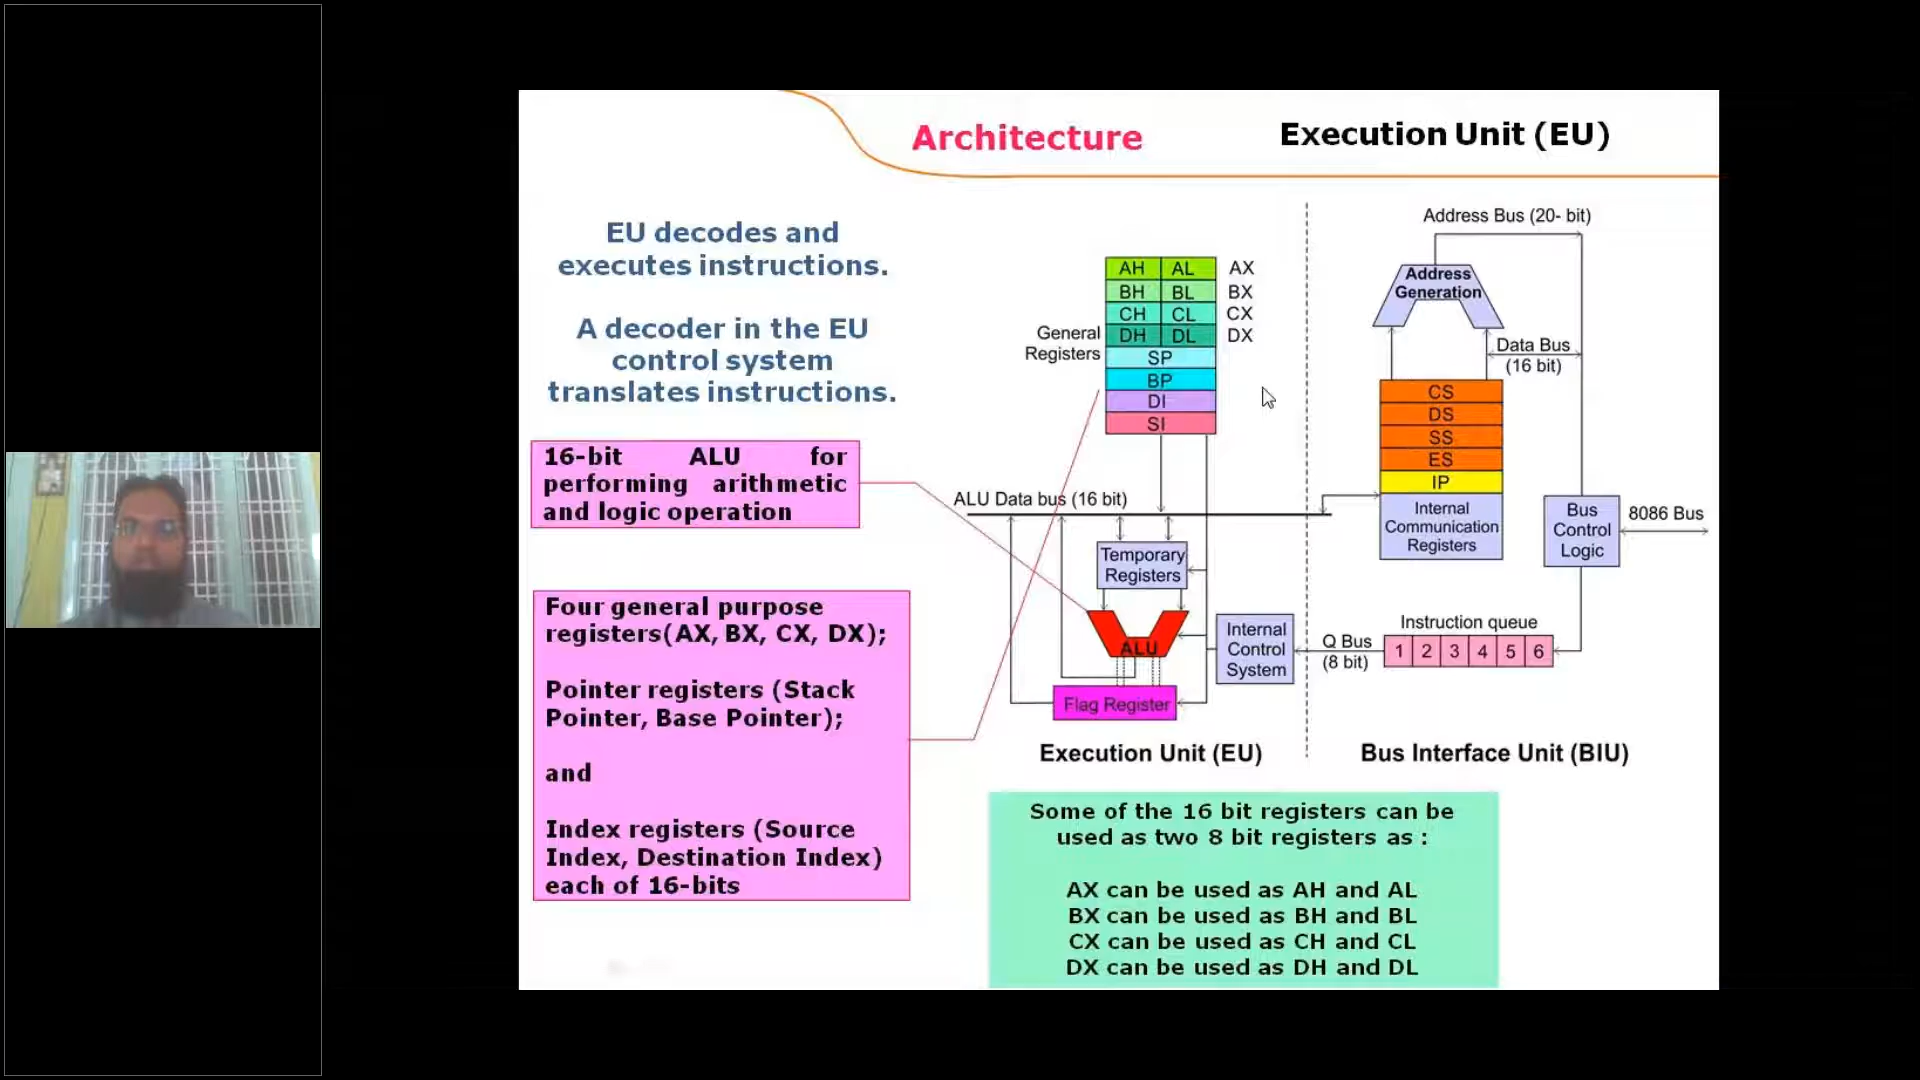 Architecture
Execution Unit (EU)
EU decodes and
executes instructions.
A decoder in the EU
control system
translates instructions.
16-bit ALU for
performing arithmetic
and logic operation
Four general purpose
registers(AX, BX, CX, DX);
Pointer registers (Stack
Pointer, Base Pointer);
and
Index registers (Source
Index, Destination Index)
each of 16-bits
General
Registers
AH AL AX
BH BL BX
CH CL CX
DH DL DX
SP
BP
DI
SI
ALU Data bus (16 bit)
Temporary
Registers
ALU
Flag Register
Internal
Control
System
Execution Unit (EU)
Address Bus (20- bit)
Address
Generation
Data Bus
(16 bit)
CS
DS
SS
ES
IP
Internal
Communication
Registers
Bus
Control
Logic
8086 Bus
Instruction queue
Q Bus
(8 bit)
1 2 3 4 5 6
Bus Interface Unit (BIU)
Some of the 16 bit registers can be
used as two 8 bit registers as :
AX can be used as AH and AL
BX can be used as BH and BL
CX can be used as CH and CL
DX can be used as DH and DL